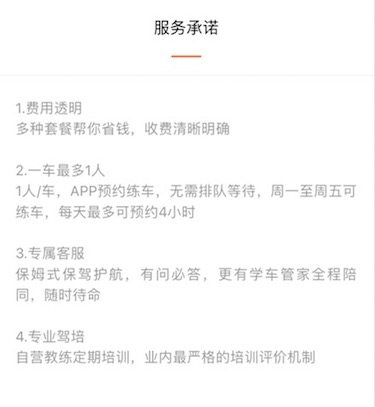 服务承诺
1.费用透明
多种套餐帮你省钱，收费清晰明确
2.一车最多1人
1人/车，APP预约练车，无需排队等待，周一至周五可
练车，每天最多可预约4小时
3.专属客服
保姆式保驾护航，有问必答，更有学车管家全程陪
同，随时待命
4.专业驾培
自营教练定期培训，业内最严格的培训评价机制